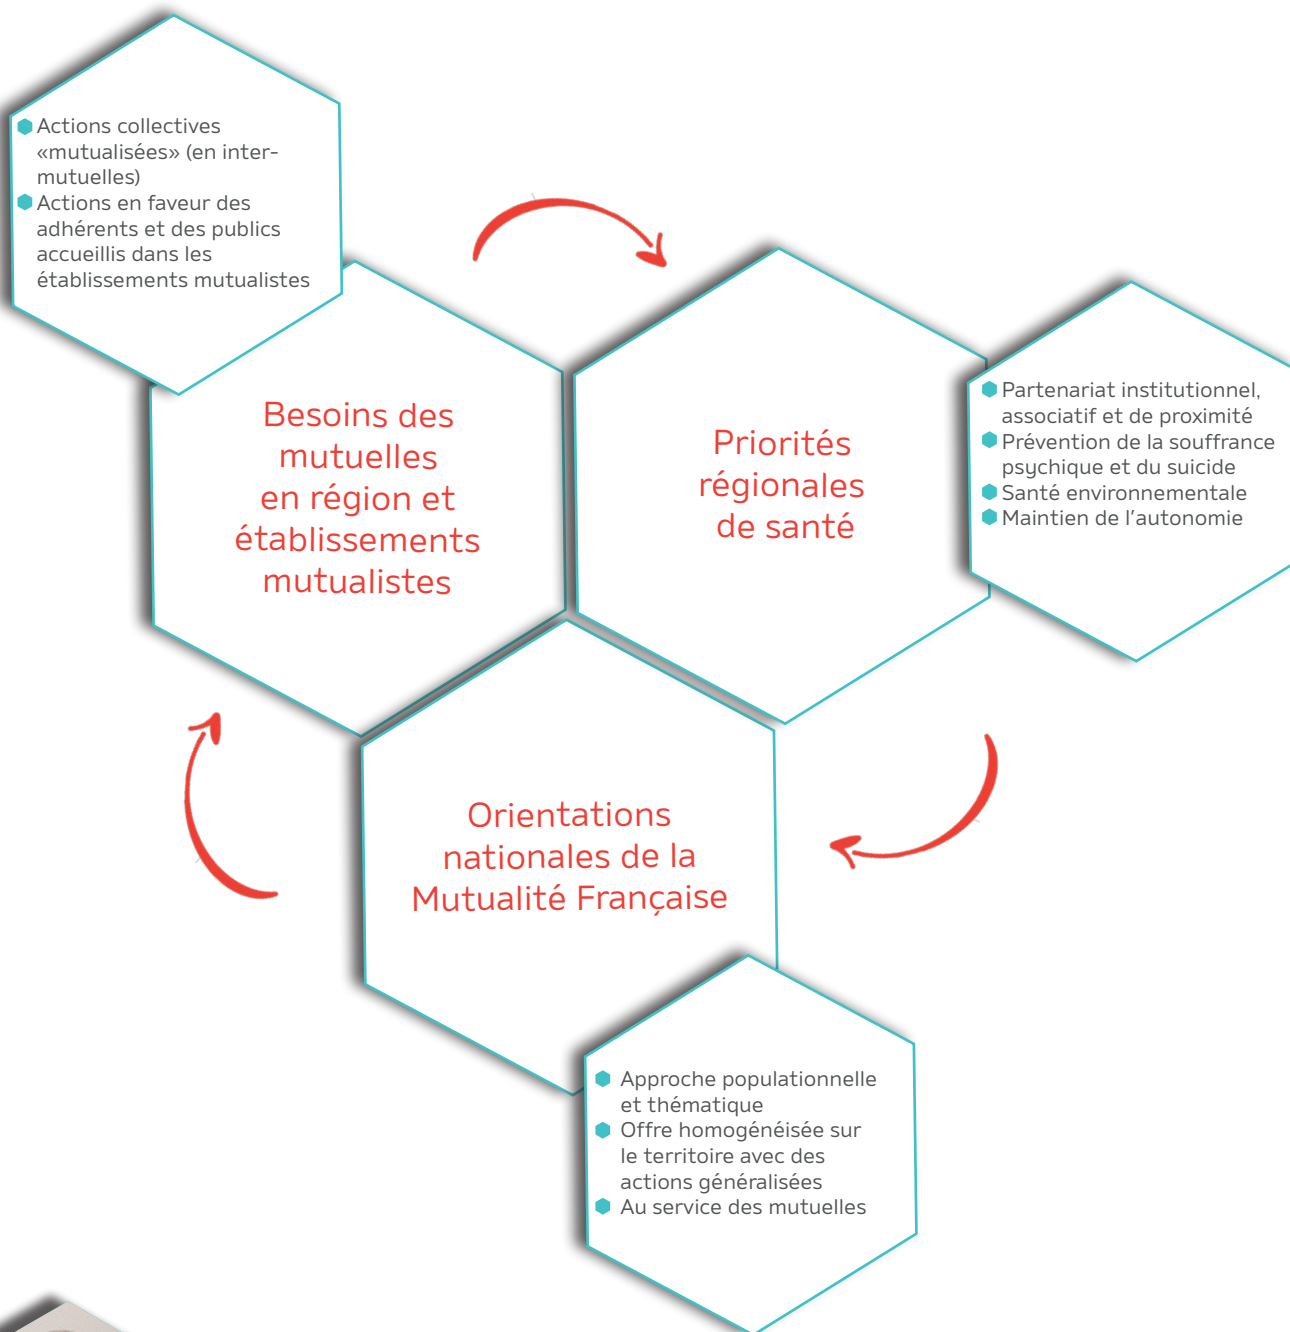 Actions collectives
«mutualisées» (en inter-
mutuelles)
Actions en faveur des
adhérents et des publics
accueillis dans les
établissements mutualistes
Besoins des
mutuelles
en région et
établissements
mutualistes
Priorités
régionales
de santé
Partenariat institutionnel,
associatif et de proximité
Prévention de la souffrance
psychique et du suicide
Santé environnementale
Maintien de l'autonomie
Orientations
nationales de la
Mutualité Française
Approche populationnelle
et thématique
Offre homogénéisée sur
le territoire avec des
actions généralisées
Au service des mutuelles